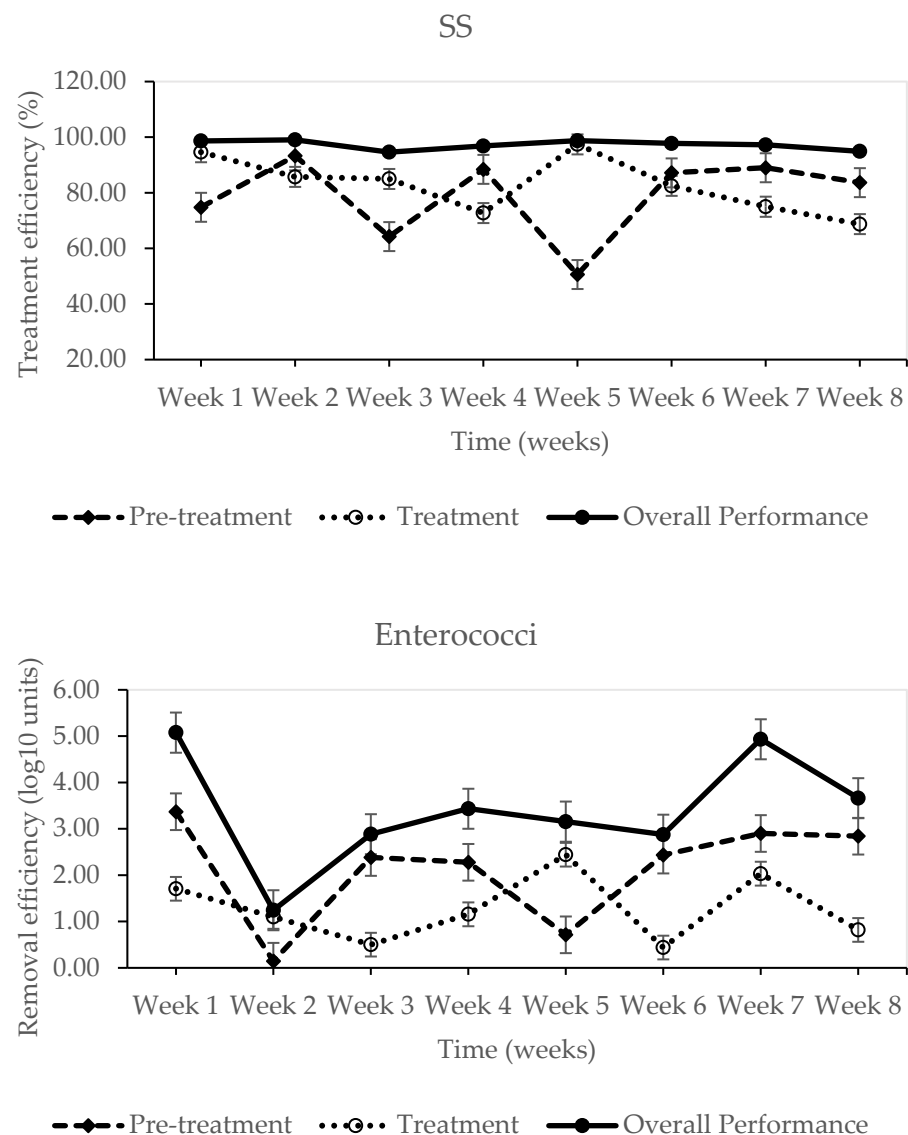 SS
Treatment efficiency (%)
120.00
100.00
80.00
60.00
40.00
20.00
Week 1 Week 2 Week 3 Week 4 Week 5 Week 6 Week 7 Week 8
Time (weeks)
Pre-treatment Treatment Overall Performance
Enterococci
Removal efficiency (log10 units)
6.00
5.00
4.00
3.00
2.00
1.00
0.00
Week 1 Week 2 Week 3 Week 4 Week 5 Week 6 Week 7 Week 8
Time (weeks)
Pre-treatment Treatment Overall Performance